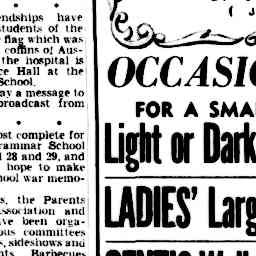 endships have
students of the
flag which was
coffins of Aus-
the hospital is
ce Hall at the
School.
ay a message to
broadcast from
ost complete for
rammar School
28 and 29, and
hope to make
hool war memo-
s, the Parents
ssociation and
ve been orga-
ous committees
s, sideshows and
nts. Barbecues
OCCASIO
FOR A SMA
Light or Dark
LADIES' Larg